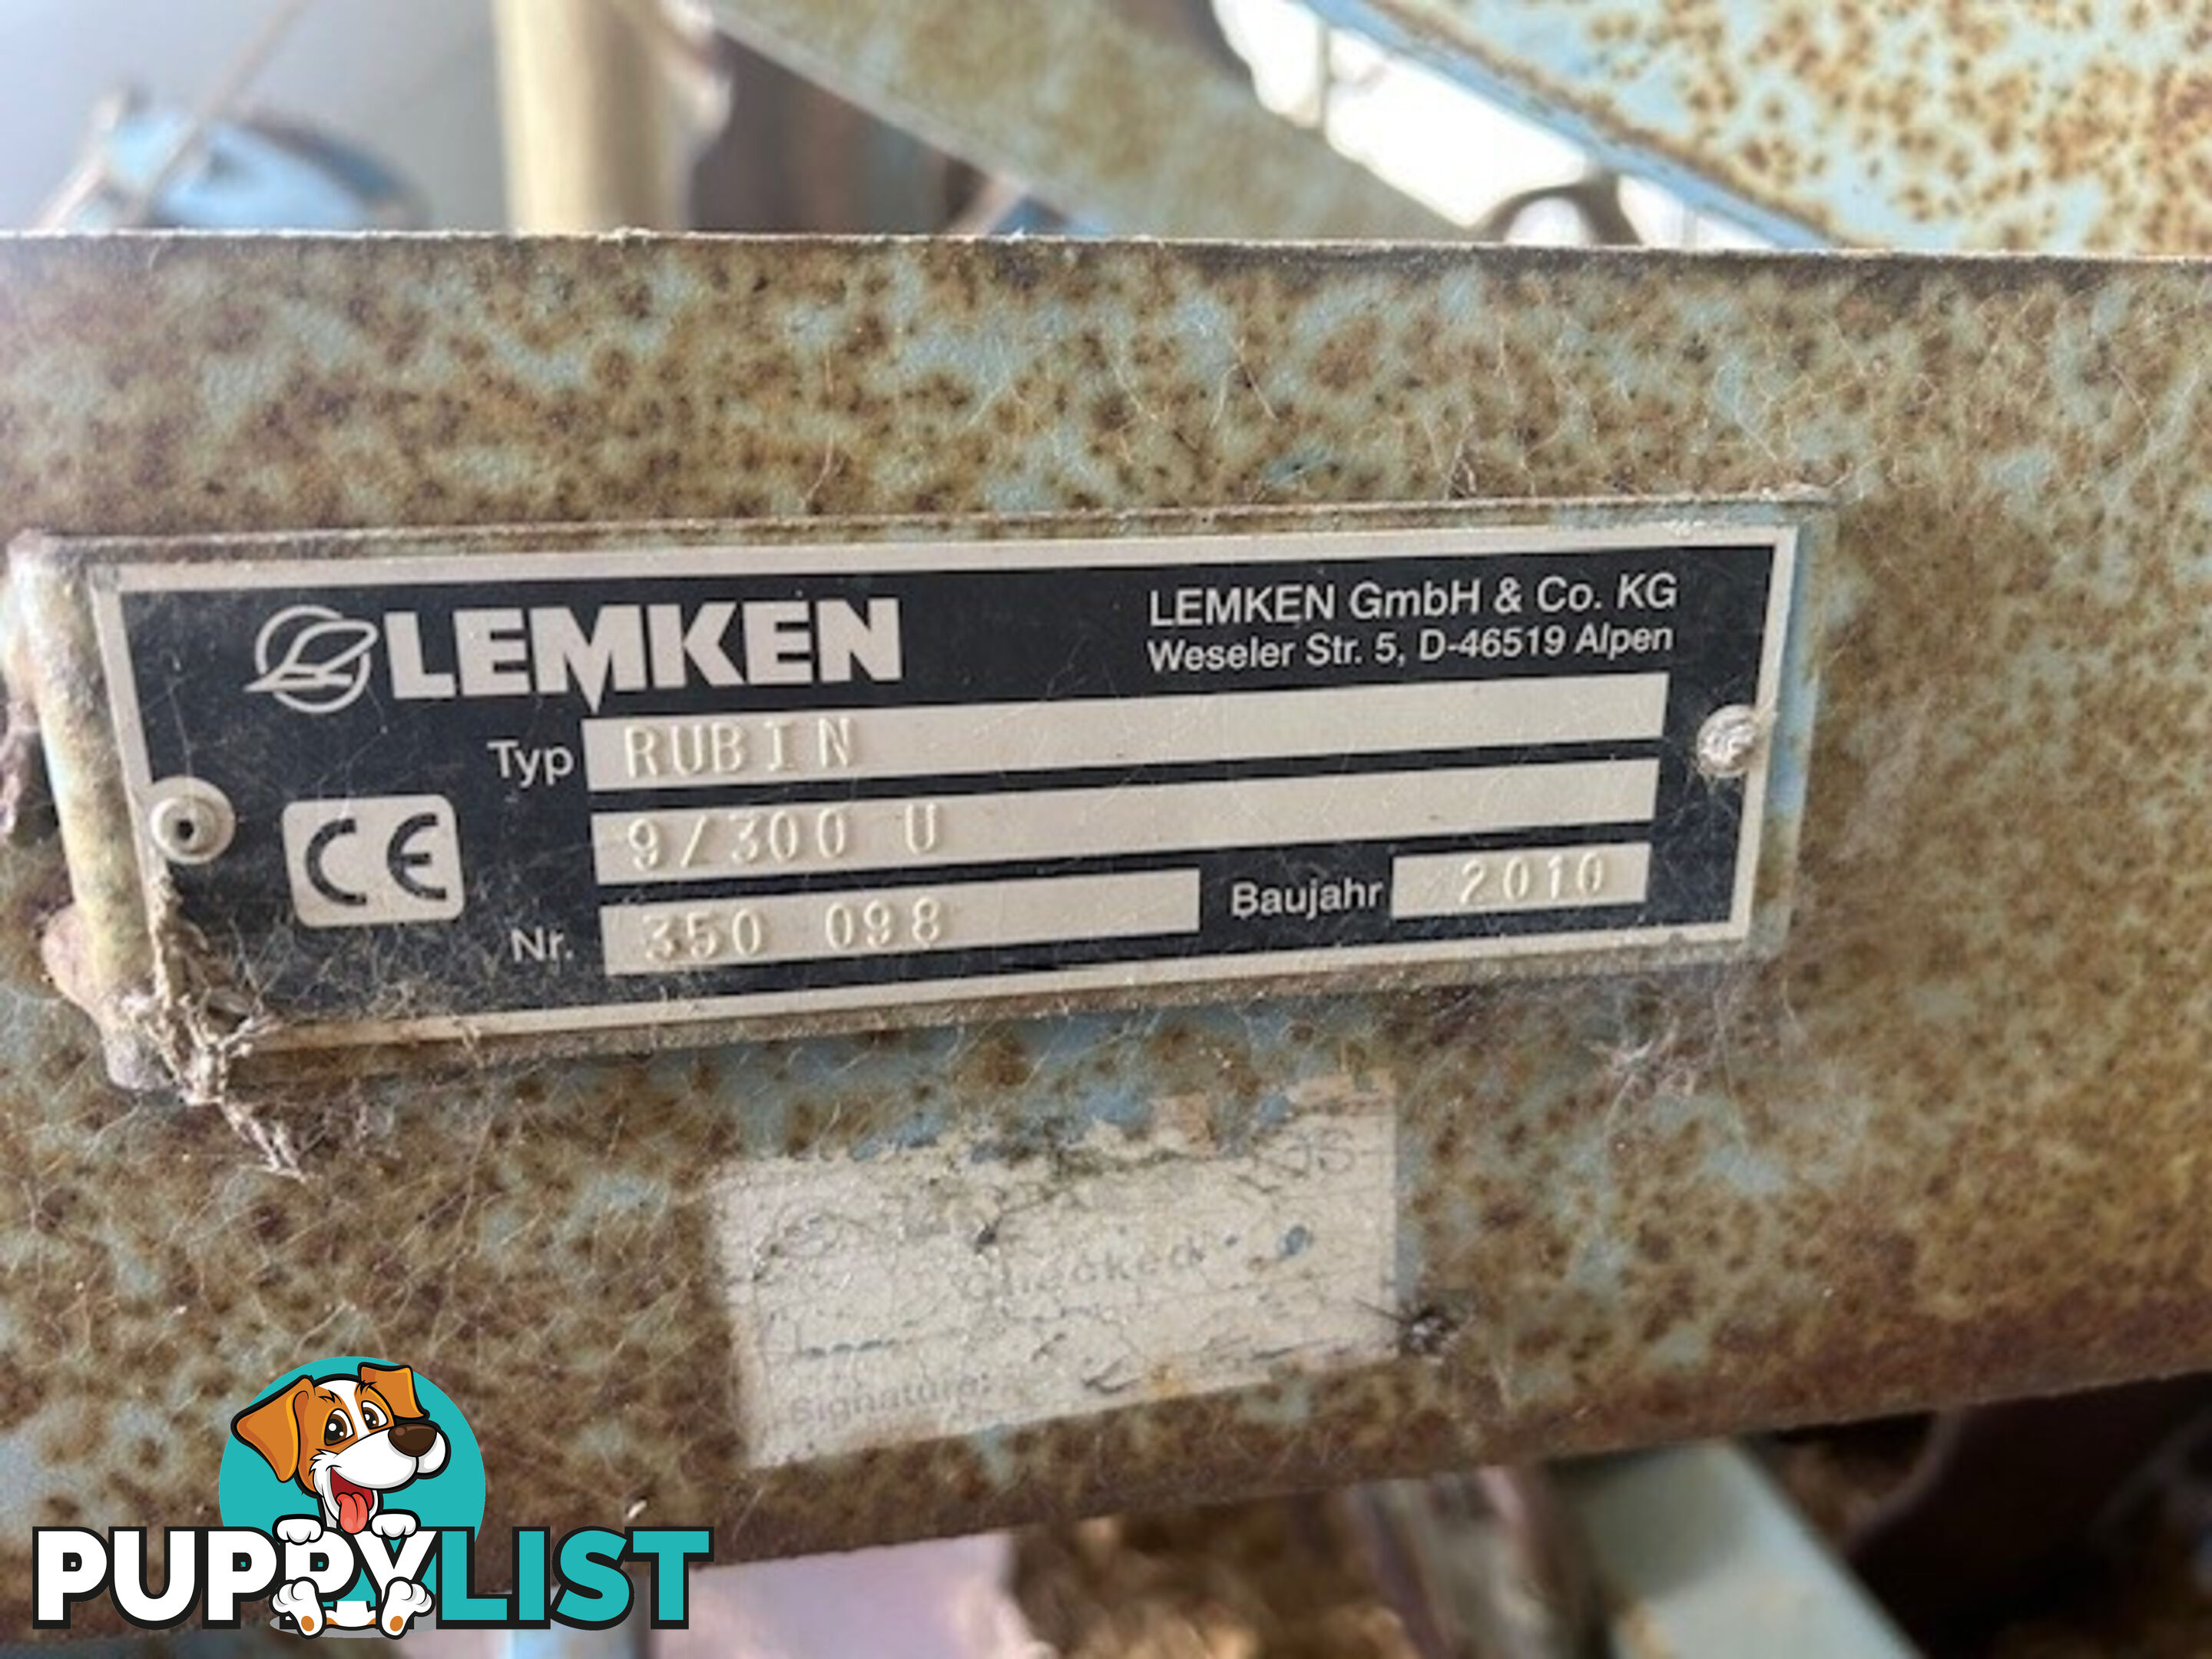 LEMKEN
LEMKEN GmbH & Co. KG
Weseler Str. 5, D-46519 Alpen
Typ RUBIN
9/300 U
CE
Nr. 350 098 Baujahr 2010
checked
ignature:
PUPPYLIST